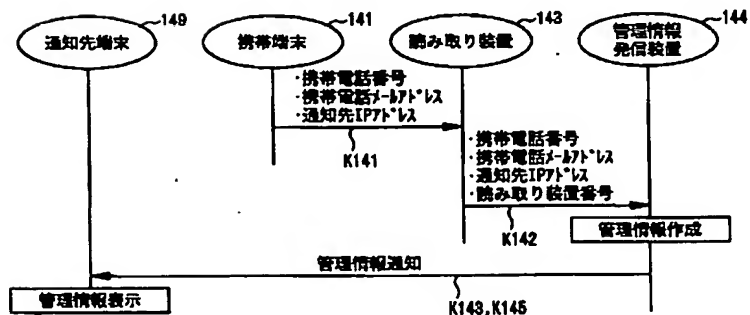 149
通知先端末
141
携帯端末
143
読み取り装置
144
管理情報
発信装置
・携帯電話番号
・携帯電話メールアドレス
・通知先IPアドレス
K141
・携帯電話番号
・携帯電話メールアドレス
・通知先IPアドレス
・読み取り装置番号
K142
管理情報作成
管理情報通知
K143,K145
管理情報表示